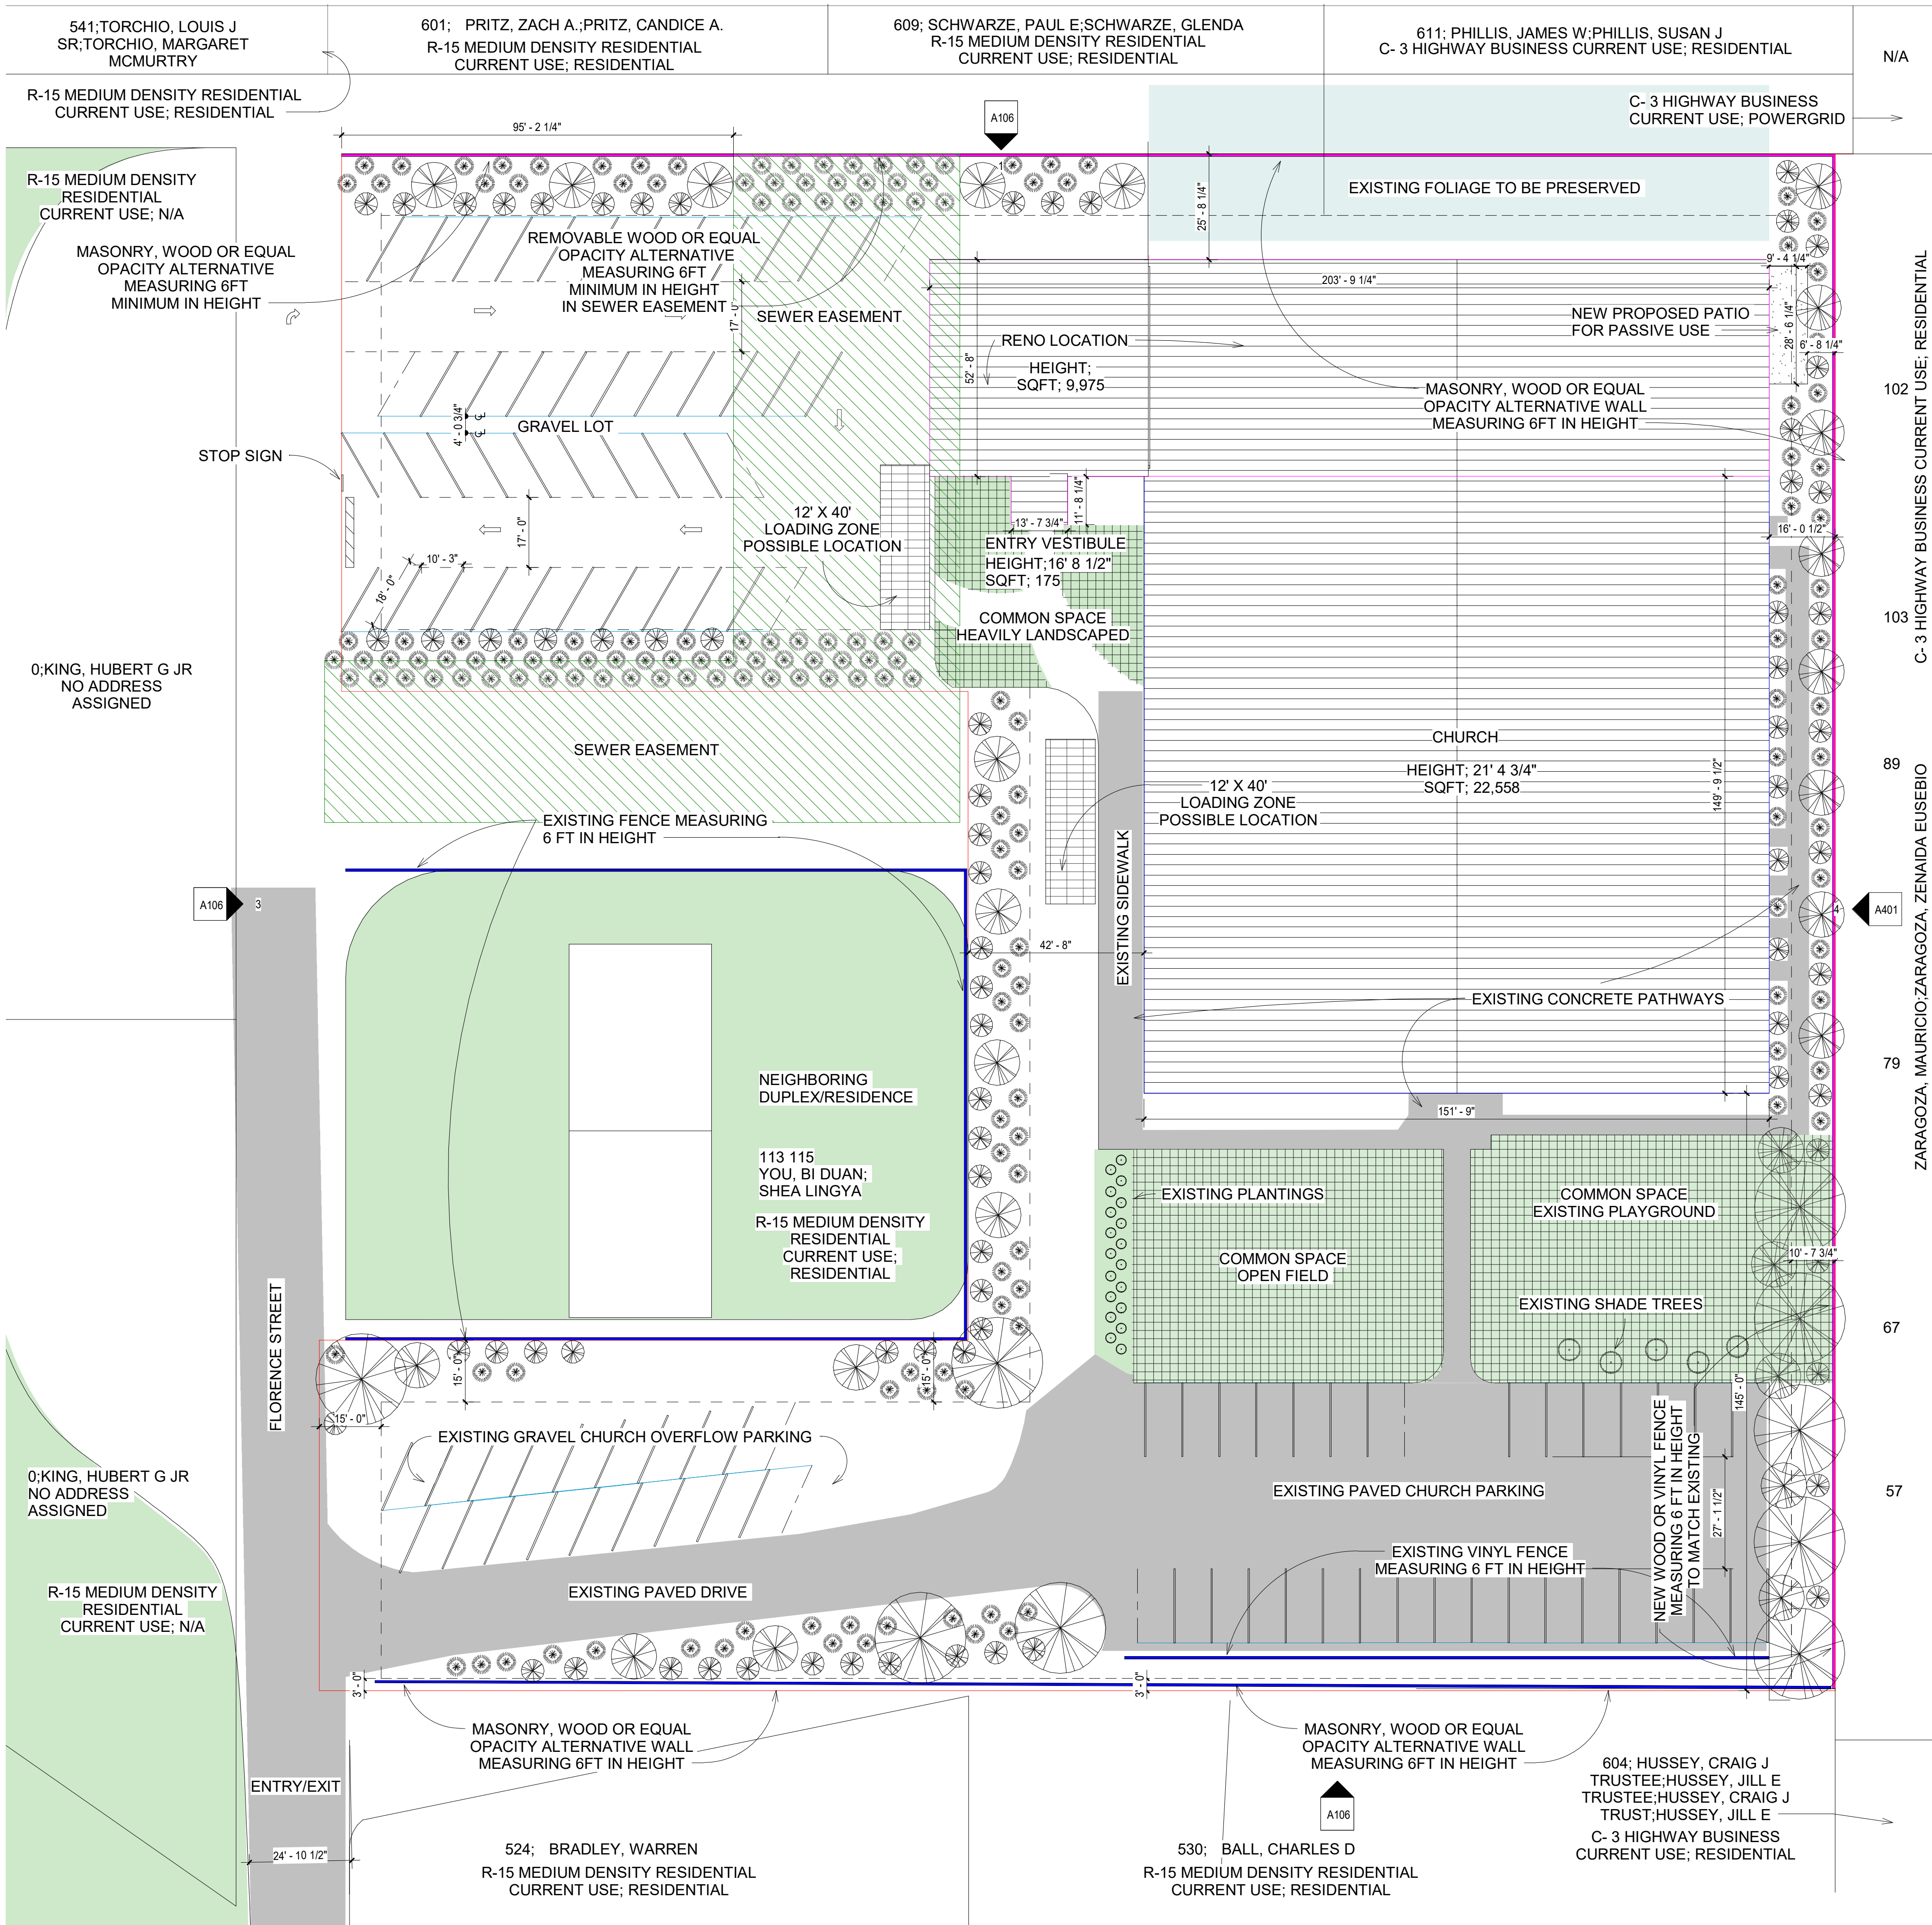 541;TORCHIO, LOUIS J
SR;TORCHIO, MARGARET
MCMURTRY
601; PRITZ, ZACH A.;PRITZ, CANDICE A.
R-15 MEDIUM DENSITY RESIDENTIAL
CURRENT USE; RESIDENTIAL
609; SCHWARZE, PAUL E;SCHWARZE, GLENDA
R-15 MEDIUM DENSITY RESIDENTIAL
CURRENT USE; RESIDENTIAL
611; PHILLIS, JAMES W;PHILLIS, SUSAN J
C- 3 HIGHWAY BUSINESS CURRENT USE; RESIDENTIAL
N/A
R-15 MEDIUM DENSITY RESIDENTIAL
CURRENT USE; RESIDENTIAL
C- 3 HIGHWAY BUSINESS
CURRENT USE; POWERGRID
95' - 2 1/4"
A106
1
R-15 MEDIUM DENSITY
RESIDENTIAL
CURRENT USE; N/A
EXISTING FOLIAGE TO BE PRESERVED
25' - 8 1/4"
MASONRY, WOOD OR EQUAL
OPACITY ALTERNATIVE
MEASURING 6FT
MINIMUM IN HEIGHT
REMOVABLE WOOD OR EQUAL
OPACITY ALTERNATIVE
MEASURING 6FT
MINIMUM IN HEIGHT
IN SEWER EASEMENT
17' - 0"
SEWER EASEMENT
203' - 9 1/4"
9' - 4 1/4"
NEW PROPOSED PATIO
FOR PASSIVE USE
28' - 6 1/4"
6' - 8 1/4"
RENO LOCATION
HEIGHT;
SQFT; 9,975
52' - 8"
MASONRY, WOOD OR EQUAL
OPACITY ALTERNATIVE WALL
MEASURING 6FT IN HEIGHT
102
C- 3 HIGHWAY BUSINESS CURRENT USE; RESIDENTIAL
4' - 0 3/4"
GRAVEL LOT
STOP SIGN
12' X 40'
LOADING ZONE
POSSIBLE LOCATION
17' - 0"
10' - 3"
18' - 0"
13' - 7 3/4"
11' - 8 1/4"
16' - 0 1/2"
ENTRY VESTIBULE
HEIGHT;16' 8 1/2"
SQFT; 175
COMMON SPACE
HEAVILY LANDSCAPED
103
0;KING, HUBERT G JR
NO ADDRESS
ASSIGNED
SEWER EASEMENT
CHURCH
HEIGHT; 21' 4 3/4"
SQFT; 22,558
149' - 9 1/2"
89
12' X 40'
LOADING ZONE
POSSIBLE LOCATION
EXISTING FENCE MEASURING
6 FT IN HEIGHT
EXISTING SIDEWALK
ZARAGOZA, MAURICIO;ZARAGOZA, ZENAIDA EUSEBIO
A106
3
4
A401
42' - 8"
EXISTING CONCRETE PATHWAYS
79
NEIGHBORING
DUPLEX/RESIDENCE
151' - 9"
113 115
YOU, BI DUAN;
SHEA LINGYA
R-15 MEDIUM DENSITY
RESIDENTIAL
CURRENT USE;
RESIDENTIAL
EXISTING PLANTINGS
COMMON SPACE
EXISTING PLAYGROUND
COMMON SPACE
OPEN FIELD
10' - 7 3/4"
EXISTING SHADE TREES
67
FLORENCE STREET
15' - 0"
15' - 0"
15' - 0"
145' - 0"
EXISTING GRAVEL CHURCH OVERFLOW PARKING
0;KING, HUBERT G JR
NO ADDRESS
ASSIGNED
EXISTING PAVED CHURCH PARKING
27' - 1 1/2"
NEW WOOD OR VINYL FENCE
MEASURING 6 FT IN HEIGHT
TO MATCH EXISTING
57
EXISTING VINYL FENCE
MEASURING 6 FT IN HEIGHT
R-15 MEDIUM DENSITY
RESIDENTIAL
CURRENT USE; N/A
EXISTING PAVED DRIVE
3' - 0"
3' - 0"
MASONRY, WOOD OR EQUAL
OPACITY ALTERNATIVE WALL
MEASURING 6FT IN HEIGHT
MASONRY, WOOD OR EQUAL
OPACITY ALTERNATIVE WALL
MEASURING 6FT IN HEIGHT
ENTRY/EXIT
A106
604; HUSSEY, CRAIG J
TRUSTEE;HUSSEY, JILL E
TRUSTEE;HUSSEY, CRAIG J
TRUST;HUSSEY, JILL E
C- 3 HIGHWAY BUSINESS
CURRENT USE; RESIDENTIAL
24' - 10 1/2"
524; BRADLEY, WARREN
R-15 MEDIUM DENSITY RESIDENTIAL
CURRENT USE; RESIDENTIAL
530; BALL, CHARLES D
R-15 MEDIUM DENSITY RESIDENTIAL
CURRENT USE; RESIDENTIAL